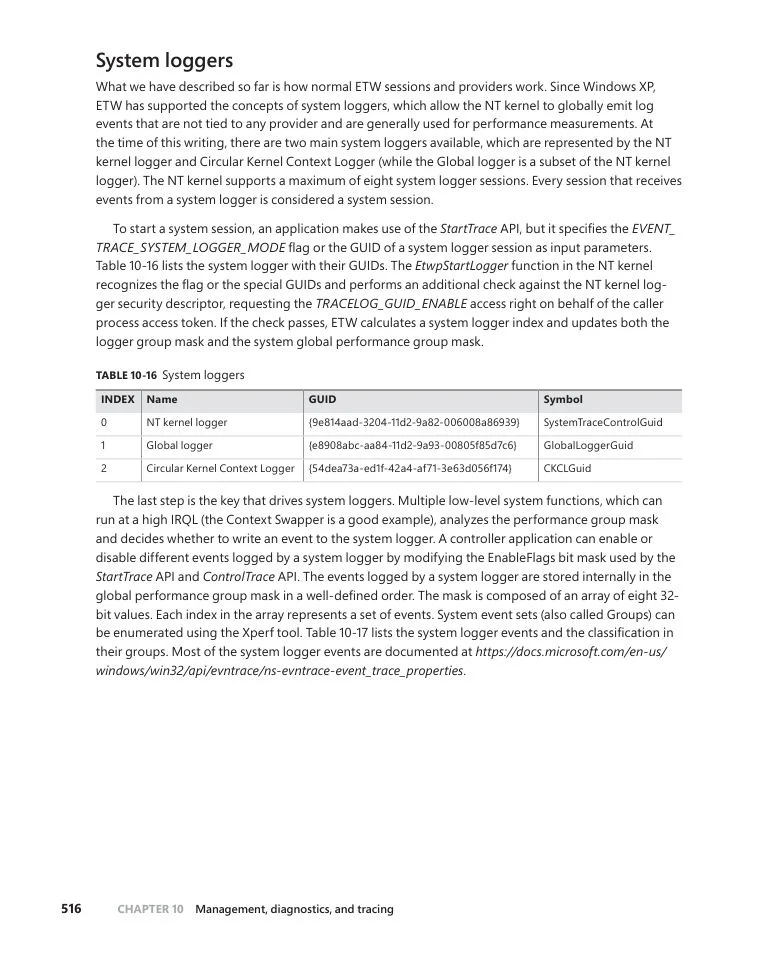 System loggers
What we have described so far is how normal ETW sessions and providers work. Since Windows XP,
ETW has supported the concepts of system loggers, which allow the NT kernel to globally emit log
events that are not tied to any provider and are generally used for performance measurements. At
the time of this writing, there are two main system loggers available, which are represented by the NT
kernel logger and Circular Kernel Context Logger (while the Global logger is a subset of the NT kernel
logger). The NT kernel supports a maximum of eight system logger sessions. Every session that receives
events from a system logger is considered a system session.
To start a system session, an application makes use of the StartTrace API, but it specifies the EVENT_
TRACE_SYSTEM_LOGGER_MODE flag or the GUID of a system logger session as input parameters.
Table 10-16 lists the system logger with their GUIDs. The EtwpStartLogger function in the NT kernel
recognizes the flag or the special GUIDs and performs an additional check against the NT kernel log-
ger security descriptor, requesting the TRACELOG_GUID_ENABLE access right on behalf of the caller
process access token. If the check passes, ETW calculates a system logger index and updates both the
logger group mask and the system global performance group mask.
TABLE 10-16 System loggers
INDEX Name GUID Symbol
0 NT kernel logger {9e814aad-3204-11d2-9a82-006008a86939} SystemTraceControlGuid
1 Global logger {e8908abc-aa84-11d2-9a93-00805f85d7c6} GlobalLoggerGuid
2 Circular Kernel Context Logger {54dea73a-ed1f-42a4-af71-3e63d056f174} CKCLGuid
The last step is the key that drives system loggers. Multiple low-level system functions, which can
run at a high IRQL (the Context Swapper is a good example), analyzes the performance group mask
and decides whether to write an event to the system logger. A controller application can enable or
disable different events logged by a system logger by modifying the EnableFlags bit mask used by the
StartTrace API and ControlTrace API. The events logged by a system logger are stored internally in the
global performance group mask in a well-defined order. The mask is composed of an array of eight 32-
bit values. Each index in the array represents a set of events. System event sets (also called Groups) can
be enumerated using the Xperf tool. Table 10-17 lists the system logger events and the classification in
their groups. Most of the system logger events are documented at https://docs.microsoft.com/en-us/
windows/win32/api/evntrace/ns-evntrace-event_trace_properties.
516 CHAPTER 10 Management, diagnostics, and tracing